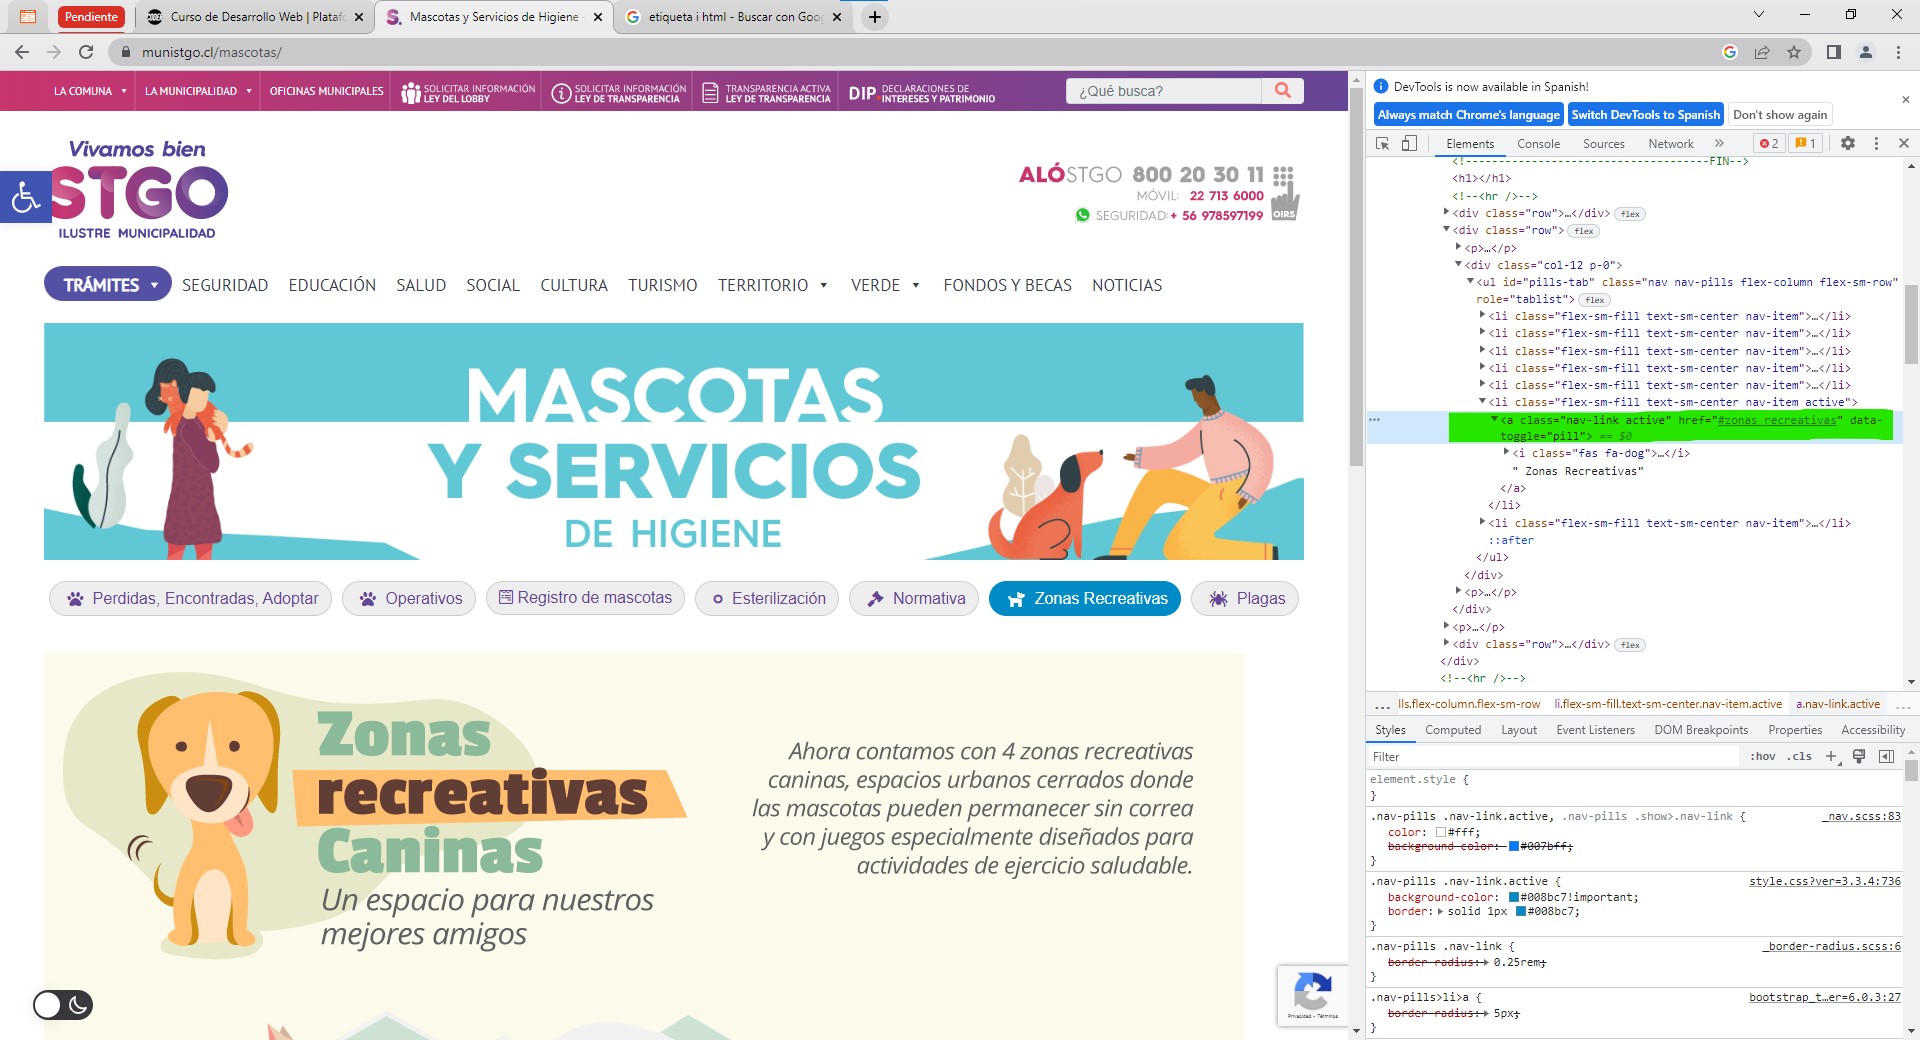 Pendiente
Curso de Desarrollo Web | Plataf
Mascotas y Servicios de Higiene -
etiqueta i html - Buscar con Goog
munistgo.cl/mascotas/
LA COMUNA
LA MUNICIPALIDAD
OFICINAS MUNICIPALES
SOLICITAR INFORMACIÓN
LEY DEL LOBBY
SOLICITAR INFORMACIÓN
LEY DE TRANSPARENCIA
TRANSPARENCIA ACTIVA
LEY DE TRANSPARENCIA
DIP DECLARACIONES DE
INTERESES Y PATRIMONIO
¿Qué busca?
Vivamos bien
STGO
ILUSTRE MUNICIPALIDAD
ALÓSTGO 800 20 30 11
MÓVIL: 22 713 6000
SEGURIDAD: + 56 978597199
OIRS
TRÁMITES
SEGURIDAD
EDUCACIÓN
SALUD
SOCIAL
CULTURA
TURISMO
TERRITORIO
VERDE
FONDOS Y BECAS
NOTICIAS
MASCOTAS
Y SERVICIOS
DE HIGIENE
Perdidas, Encontradas, Adoptar
Operativos
Registro de mascotas
Esterilización
Normativa
Zonas Recreativas
Plagas
Zonas
recreativas
Caninas
Un espacio para nuestros
mejores amigos
Ahora contamos con 4 zonas recreativas
caninas, espacios urbanos cerrados donde
las mascotas pueden permanecer sin correa
y con juegos especialmente diseñados para
actividades de ejercicio saludable.
Privacidad - Términos
DevTools is now available in Spanish!
Always match Chrome's language
Switch DevTools to Spanish
Don't show again
Elements
Console
Sources
Network
»
2
1
<!-----------------------------------FIN-->
<h1></h1>
<!--<hr />-->
<div class="row">…</div> flex
<div class="row"> flex
<p>…</p>
<div class="col-12 p-0">
<ul id="pills-tab" class="nav nav-pills flex-column flex-sm-row"
role="tablist"> flex
<li class="flex-sm-fill text-sm-center nav-item">…</li>
<li class="flex-sm-fill text-sm-center nav-item">…</li>
<li class="flex-sm-fill text-sm-center nav-item">…</li>
<li class="flex-sm-fill text-sm-center nav-item">…</li>
<li class="flex-sm-fill text-sm-center nav-item">…</li>
<li class="flex-sm-fill text-sm-center nav-item active">
<a class="nav-link active" href="#zonas_recreativas" data-
toggle="pill"> == $0
<i class="fas fa-dog">…</i>
" Zonas Recreativas"
</a>
</li>
<li class="flex-sm-fill text-sm-center nav-item">…</li>
::after
</ul>
</div>
<p>…</p>
</div>
<p>…</p>
<div class="row">…</div> flex
</div>
<!--<hr />-->
... lls.flex-column.flex-sm-row li.flex-sm-fill.text-sm-center.nav-item.active a.nav-link.active ...
Styles
Computed
Layout
Event Listeners
DOM Breakpoints
Properties
Accessibility
Filter
:hov .cls +
element.style {
}
.nav-pills .nav-link.active, .nav-pills .show>.nav-link { _nav.scss:83
color: #fff;
background-color: #007bff;
}
.nav-pills .nav-link.active { style.css?ver=3.3.4:736
background-color: #008bc7!important;
border: solid 1px #008bc7;
}
.nav-pills .nav-link { _border-radius.scss:6
border-radius: 0.25rem;
}
.nav-pills>li>a { bootstrap_t…er=6.0.3:27
border-radius: 5px;
}